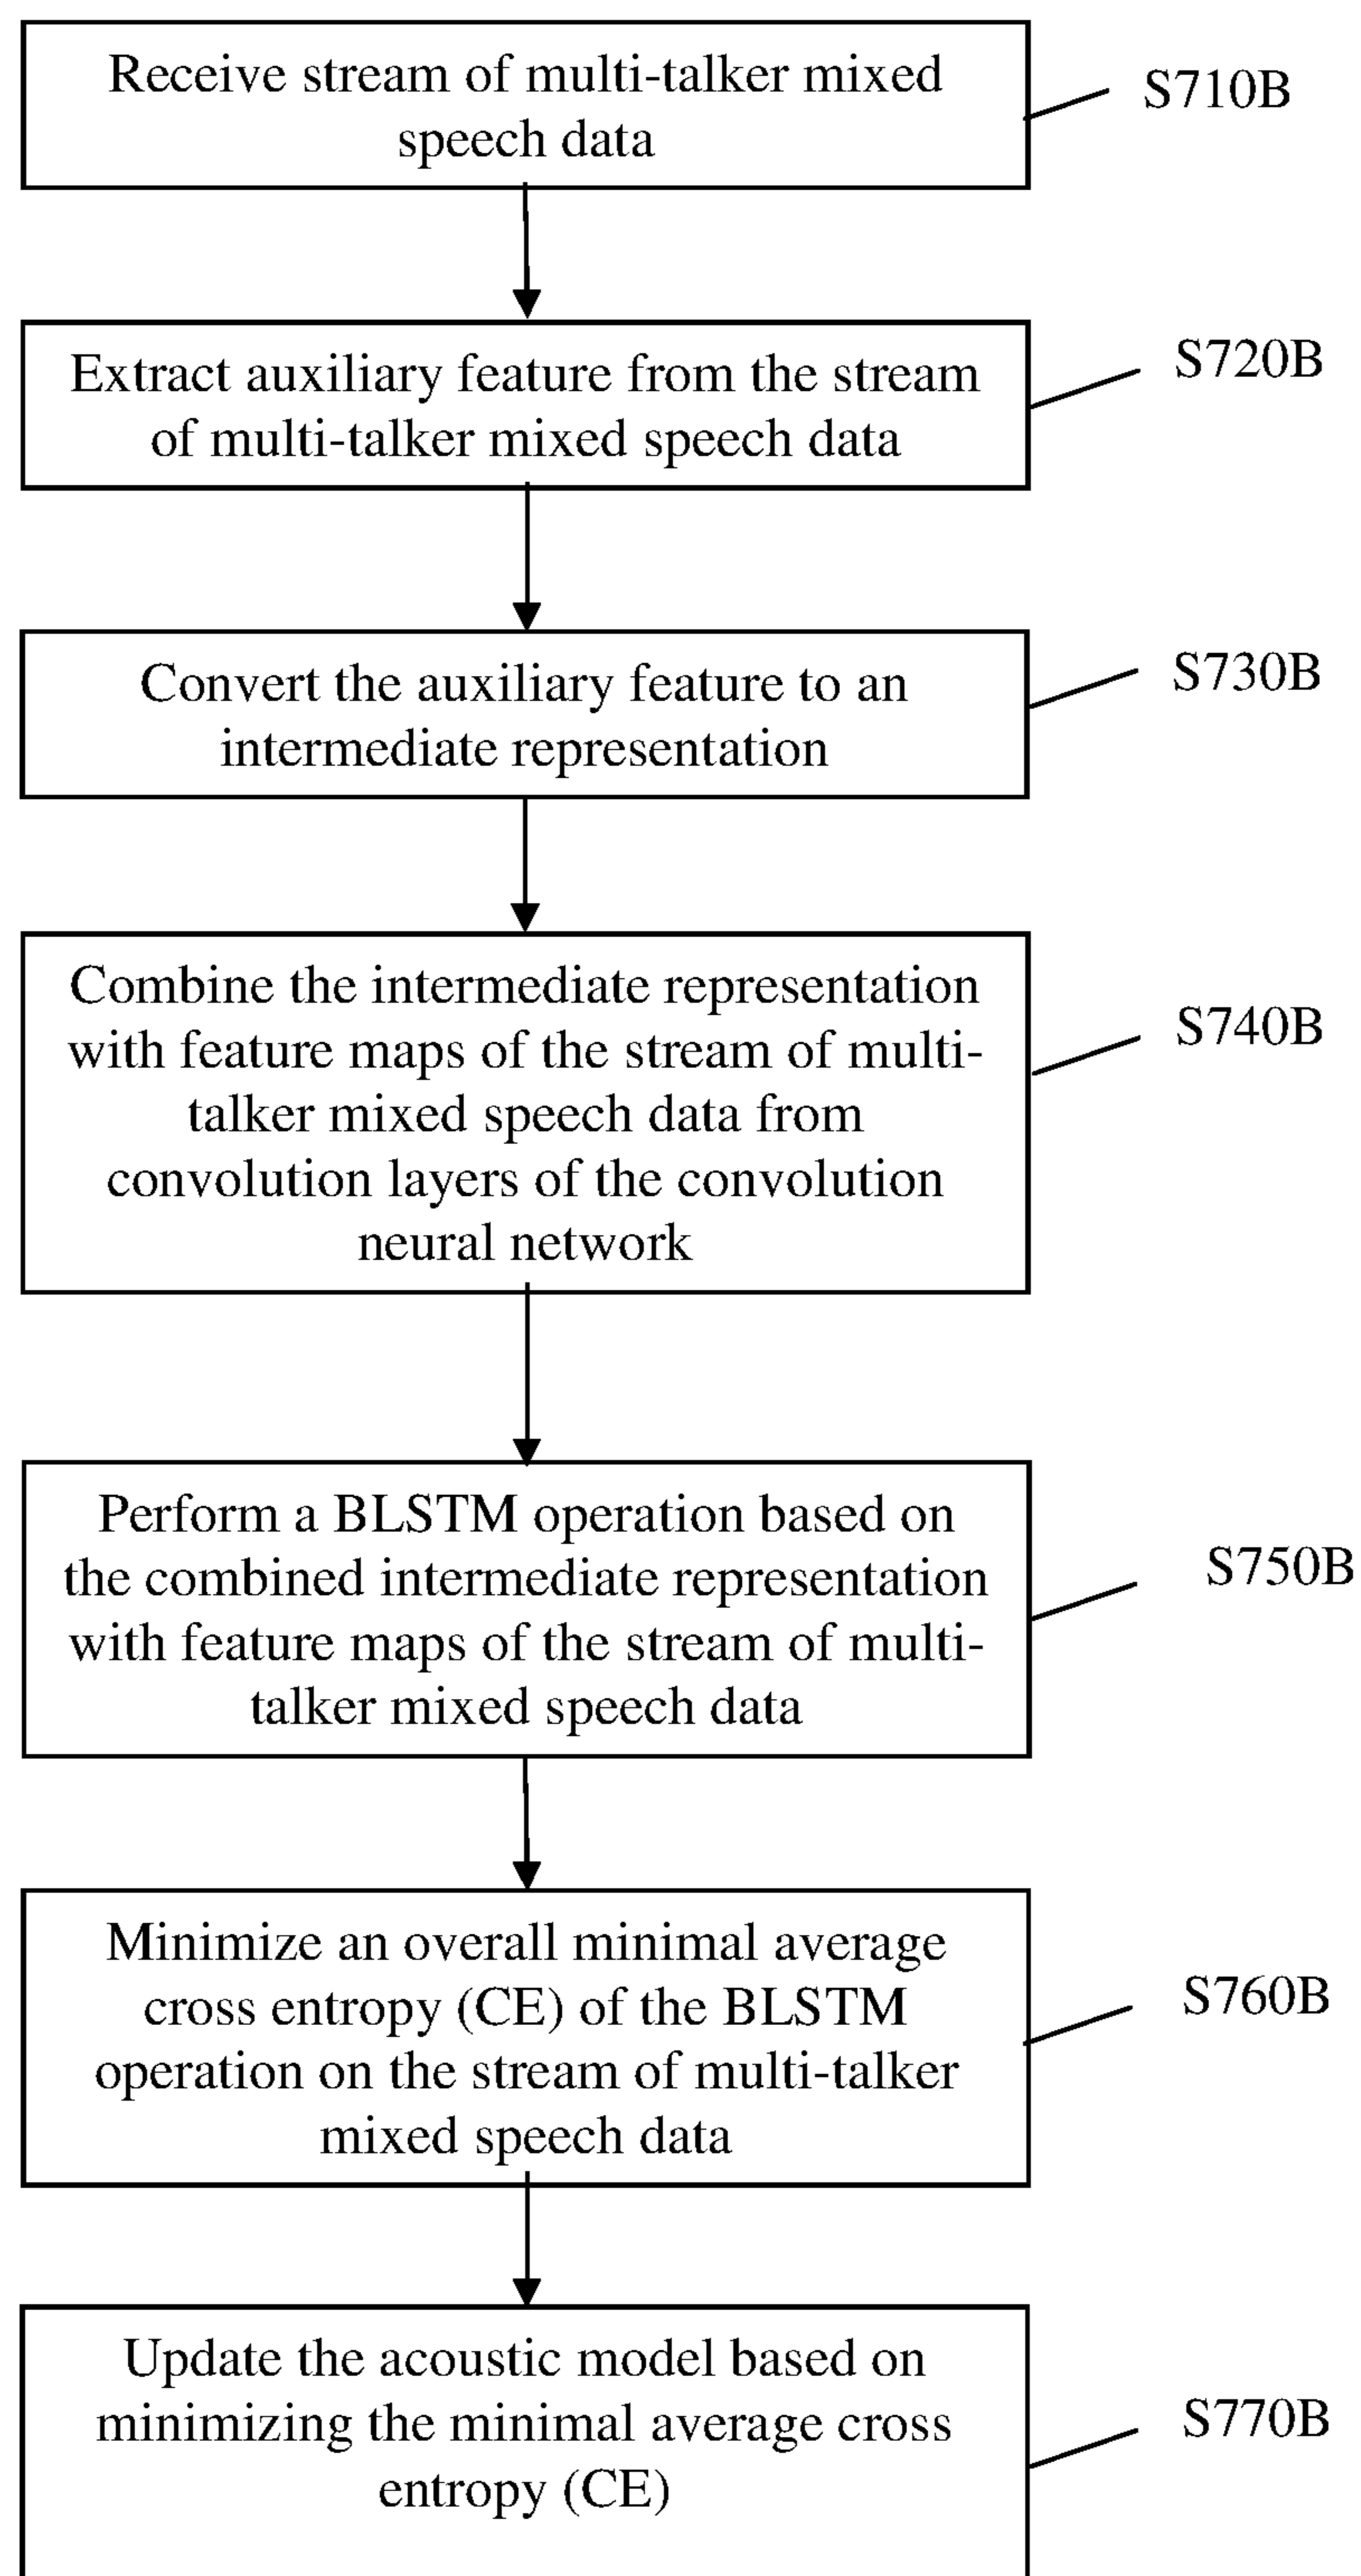 Receive stream of multi-talker mixed
speech data
S710B
Extract auxiliary feature from the stream
of multi-talker mixed speech data
S720B
Convert the auxiliary feature to an
intermediate representation
S730B
Combine the intermediate representation
with feature maps of the stream of multi-
talker mixed speech data from
convolution layers of the convolution
neural network
S740B
Perform a BLSTM operation based on
the combined intermediate representation
with feature maps of the stream of multi-
talker mixed speech data
S750B
Minimize an overall minimal average
cross entropy (CE) of the BLSTM
operation on the stream of multi-talker
mixed speech data
S760B
Update the acoustic model based on
minimizing the minimal average cross
entropy (CE)
S770B